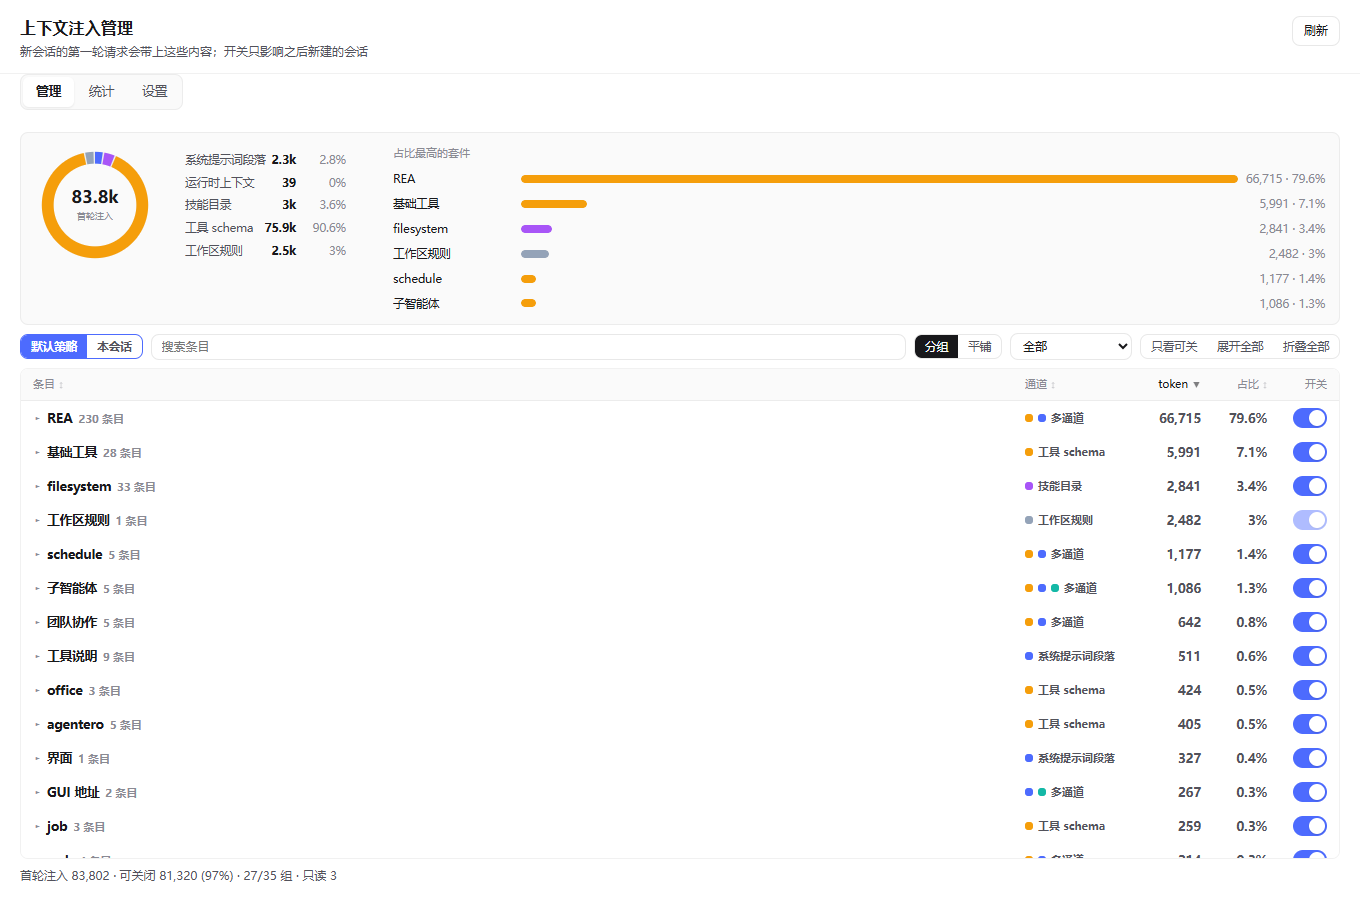 上下文注入管理
新会话的第一轮请求会带上这些内容；开关只影响之后新建的会话
刷新
管理 统计 设置
83.8k
首轮注入
系统提示词段落 2.3k 2.8%
运行时上下文 39 0%
技能目录 3k 3.6%
工具 schema 75.9k 90.6%
工作区规则 2.5k 3%
占比最高的套件
REA 66,715 · 79.6%
基础工具 5,991 · 7.1%
filesystem 2,841 · 3.4%
工作区规则 2,482 · 3%
schedule 1,177 · 1.4%
子智能体 1,086 · 1.3%
默认策略 本会话 搜索条目 分组 平铺 全部 只看可关 展开全部 折叠全部
条目 ↕ 通道 ↕ token ▼ 占比 ↕ 开关
▸ REA 230 条目 多通道 66,715 79.6%
▸ 基础工具 28 条目 工具 schema 5,991 7.1%
▸ filesystem 33 条目 技能目录 2,841 3.4%
▸ 工作区规则 1 条目 工作区规则 2,482 3%
▸ schedule 5 条目 多通道 1,177 1.4%
▸ 子智能体 5 条目 多通道 1,086 1.3%
▸ 团队协作 5 条目 多通道 642 0.8%
▸ 工具说明 9 条目 系统提示词段落 511 0.6%
▸ office 3 条目 工具 schema 424 0.5%
▸ agentero 5 条目 工具 schema 405 0.5%
▸ 界面 1 条目 系统提示词段落 327 0.4%
▸ GUI 地址 2 条目 多通道 267 0.3%
▸ job 3 条目 工具 schema 259 0.3%
首轮注入 83,802 · 可关闭 81,320 (97%) · 27/35 组 · 只读 3